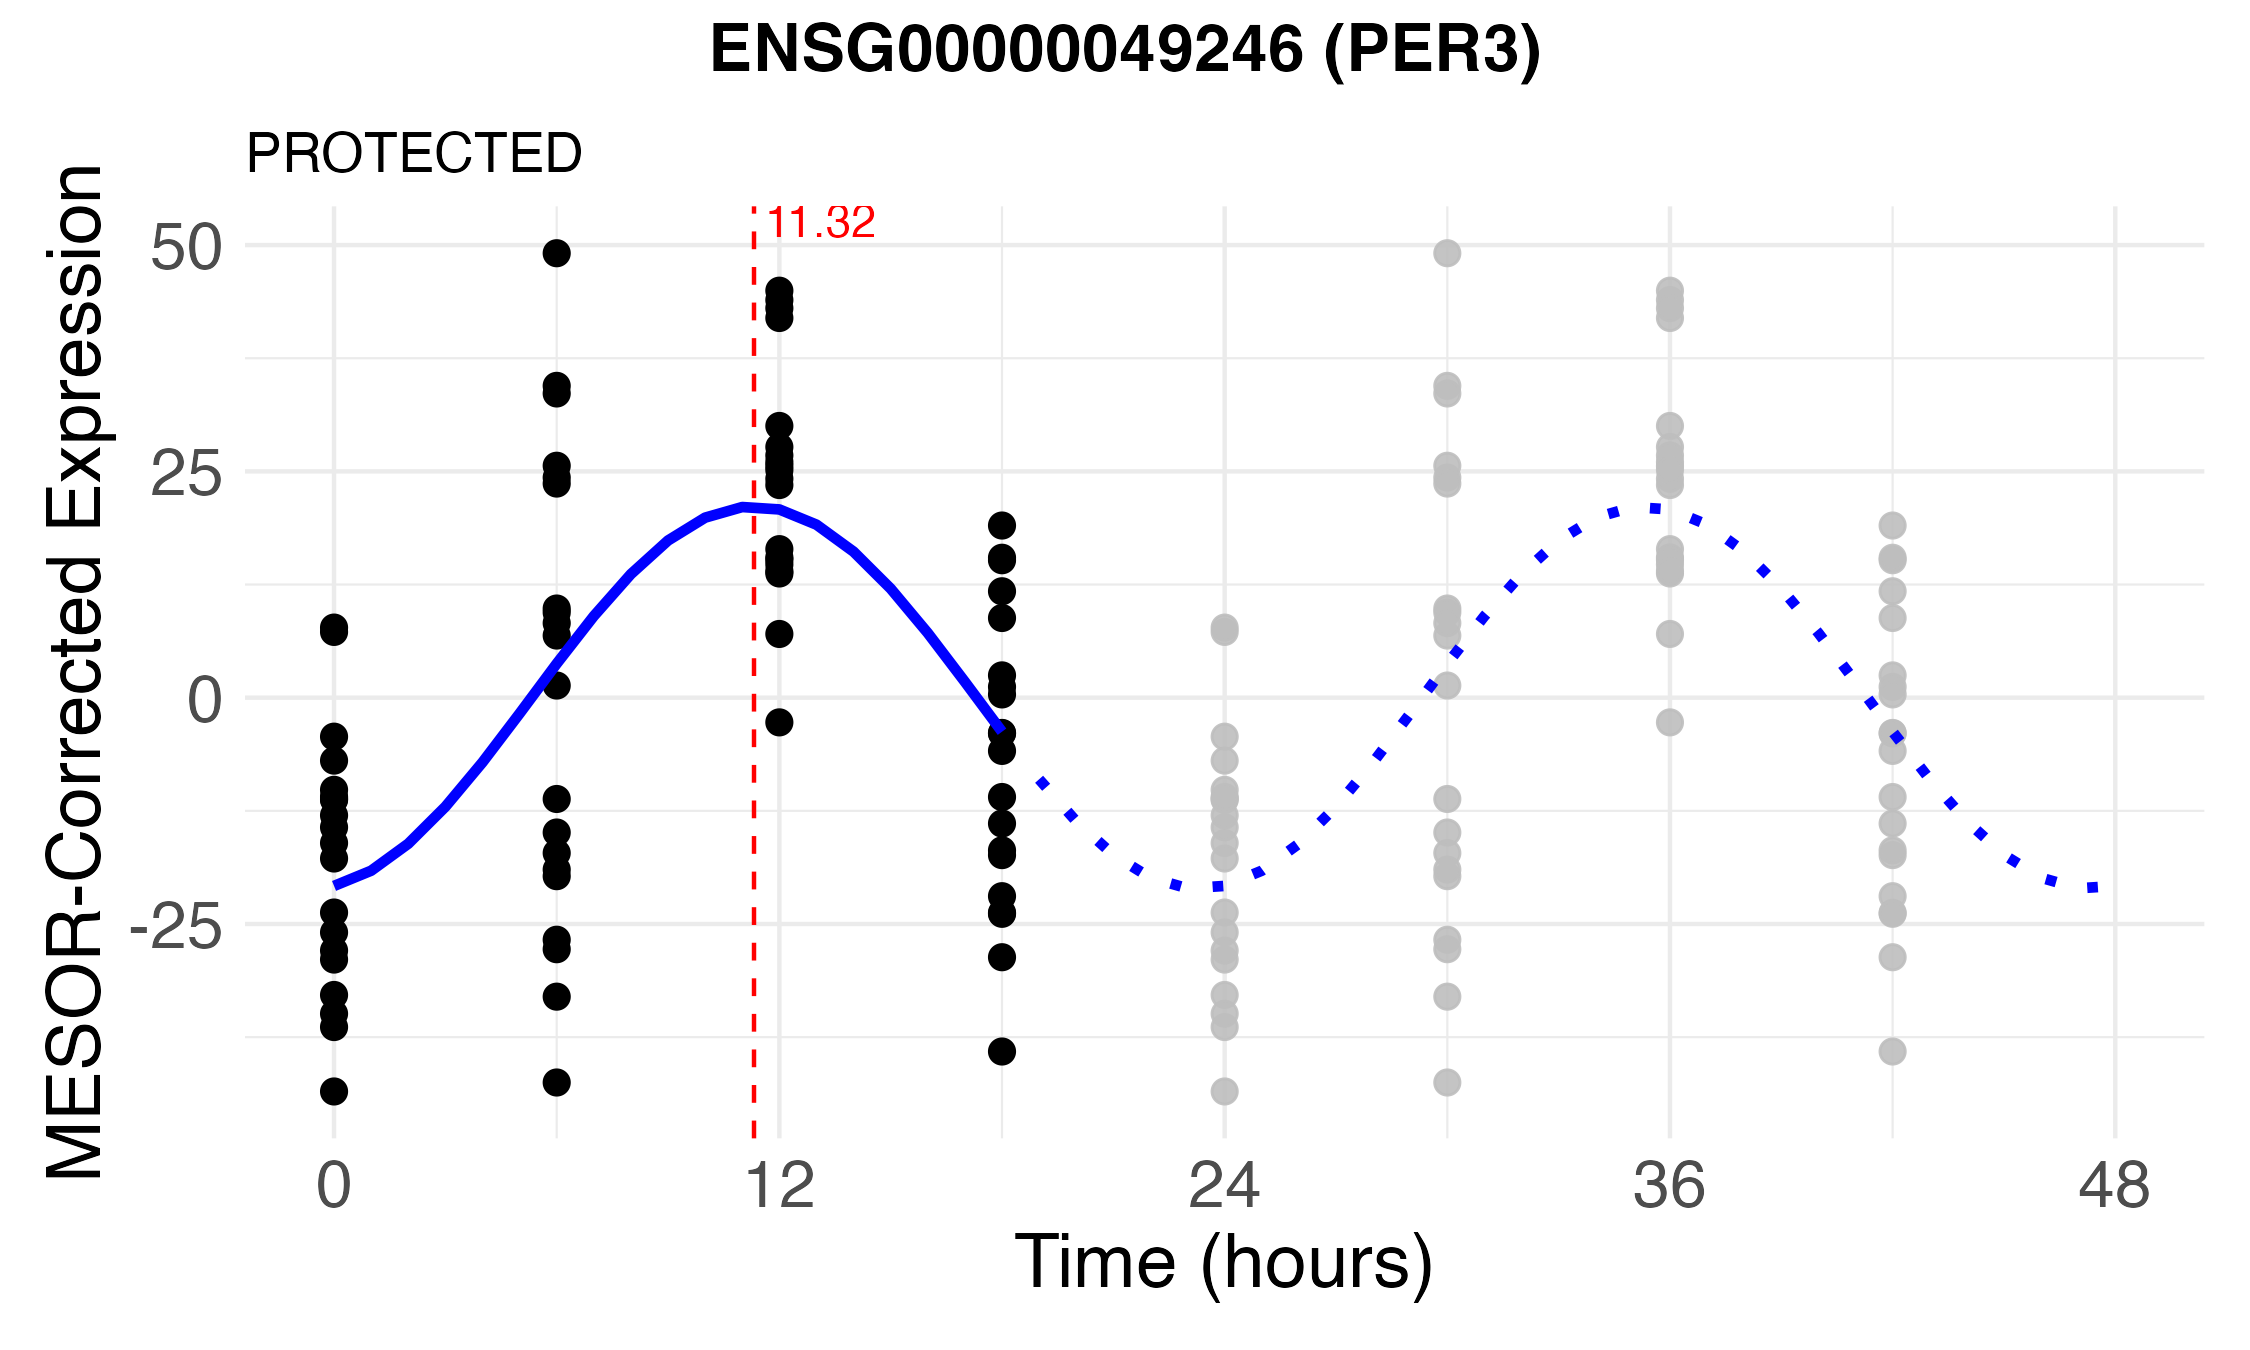 ENSG00000049246 (PER3)
PROTECTED
MESOR-Corrected Expression
50
25
0
-25
11.32
0 12 24 36 48
Time (hours)